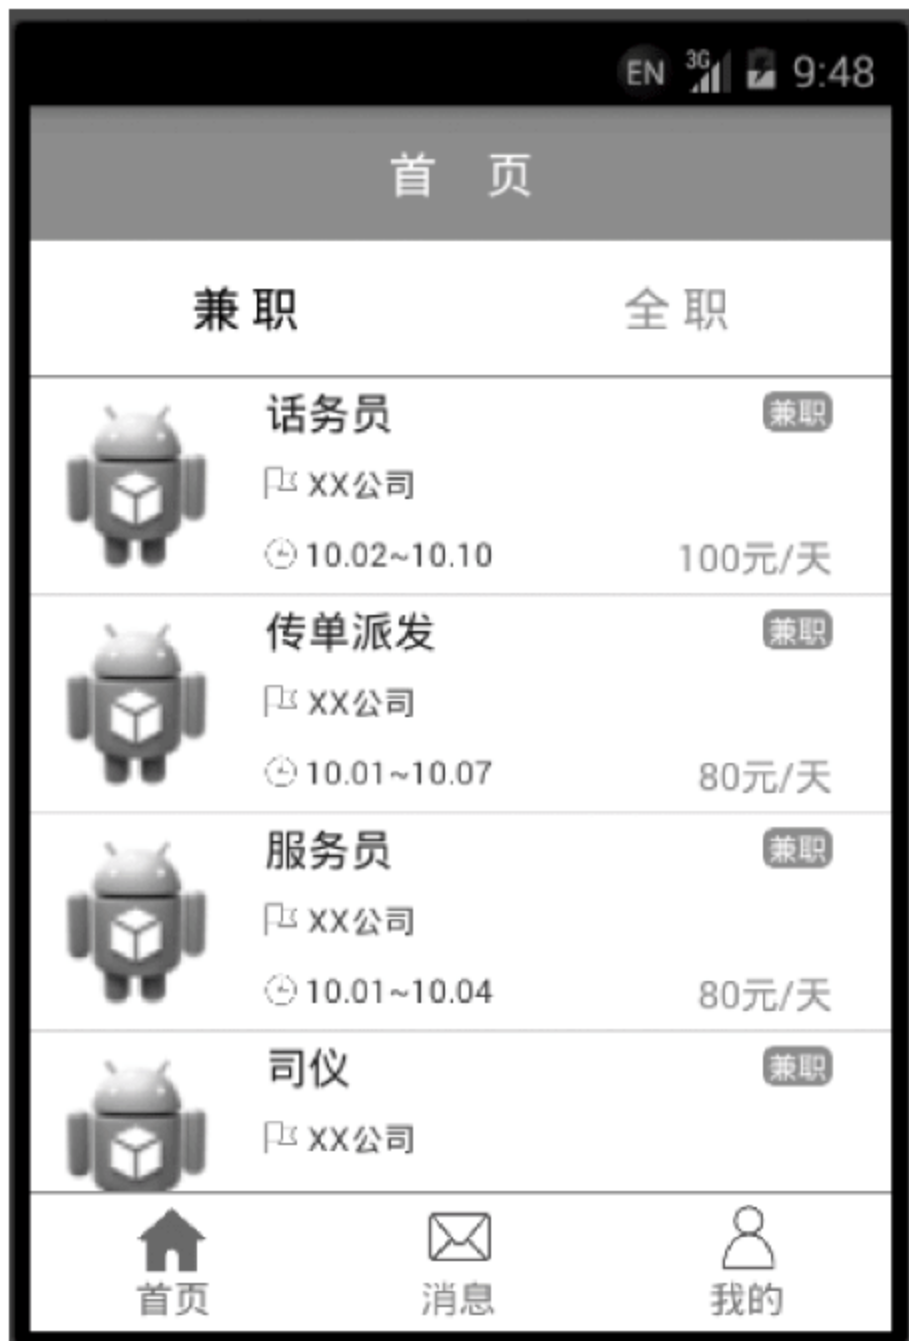 EN 3G 9:48
首 页
兼职 全职
话务员 兼职
XX公司
10.02~10.10 100元/天
传单派发 兼职
XX公司
10.01~10.07 80元/天
服务员 兼职
XX公司
10.01~10.04 80元/天
司仪 兼职
XX公司
首页 消息 我的